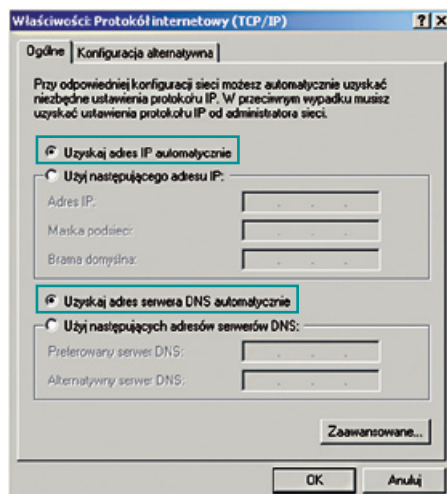 Właściwości: Protokół internetowy (TCP/IP)
Ogólne
Konfiguracja alternatywna
Przy odpowiedniej konfiguracji sieci możesz automatycznie uzyskać
niezbędne ustawienia protokołu IP. W przeciwnym wypadku musisz
uzyskać ustawienia protokołu IP od administratora sieci.
Uzyskaj adres IP automatycznie
Użyj następującego adresu IP:
Adres IP:
Maska podsieci:
Brama domyślna:
Uzyskaj adres serwera DNS automatycznie
Użyj następujących adresów serwerów DNS:
Preferowany serwer DNS:
Alternatywny serwer DNS:
Zaawansowane...
OK
Anuluj